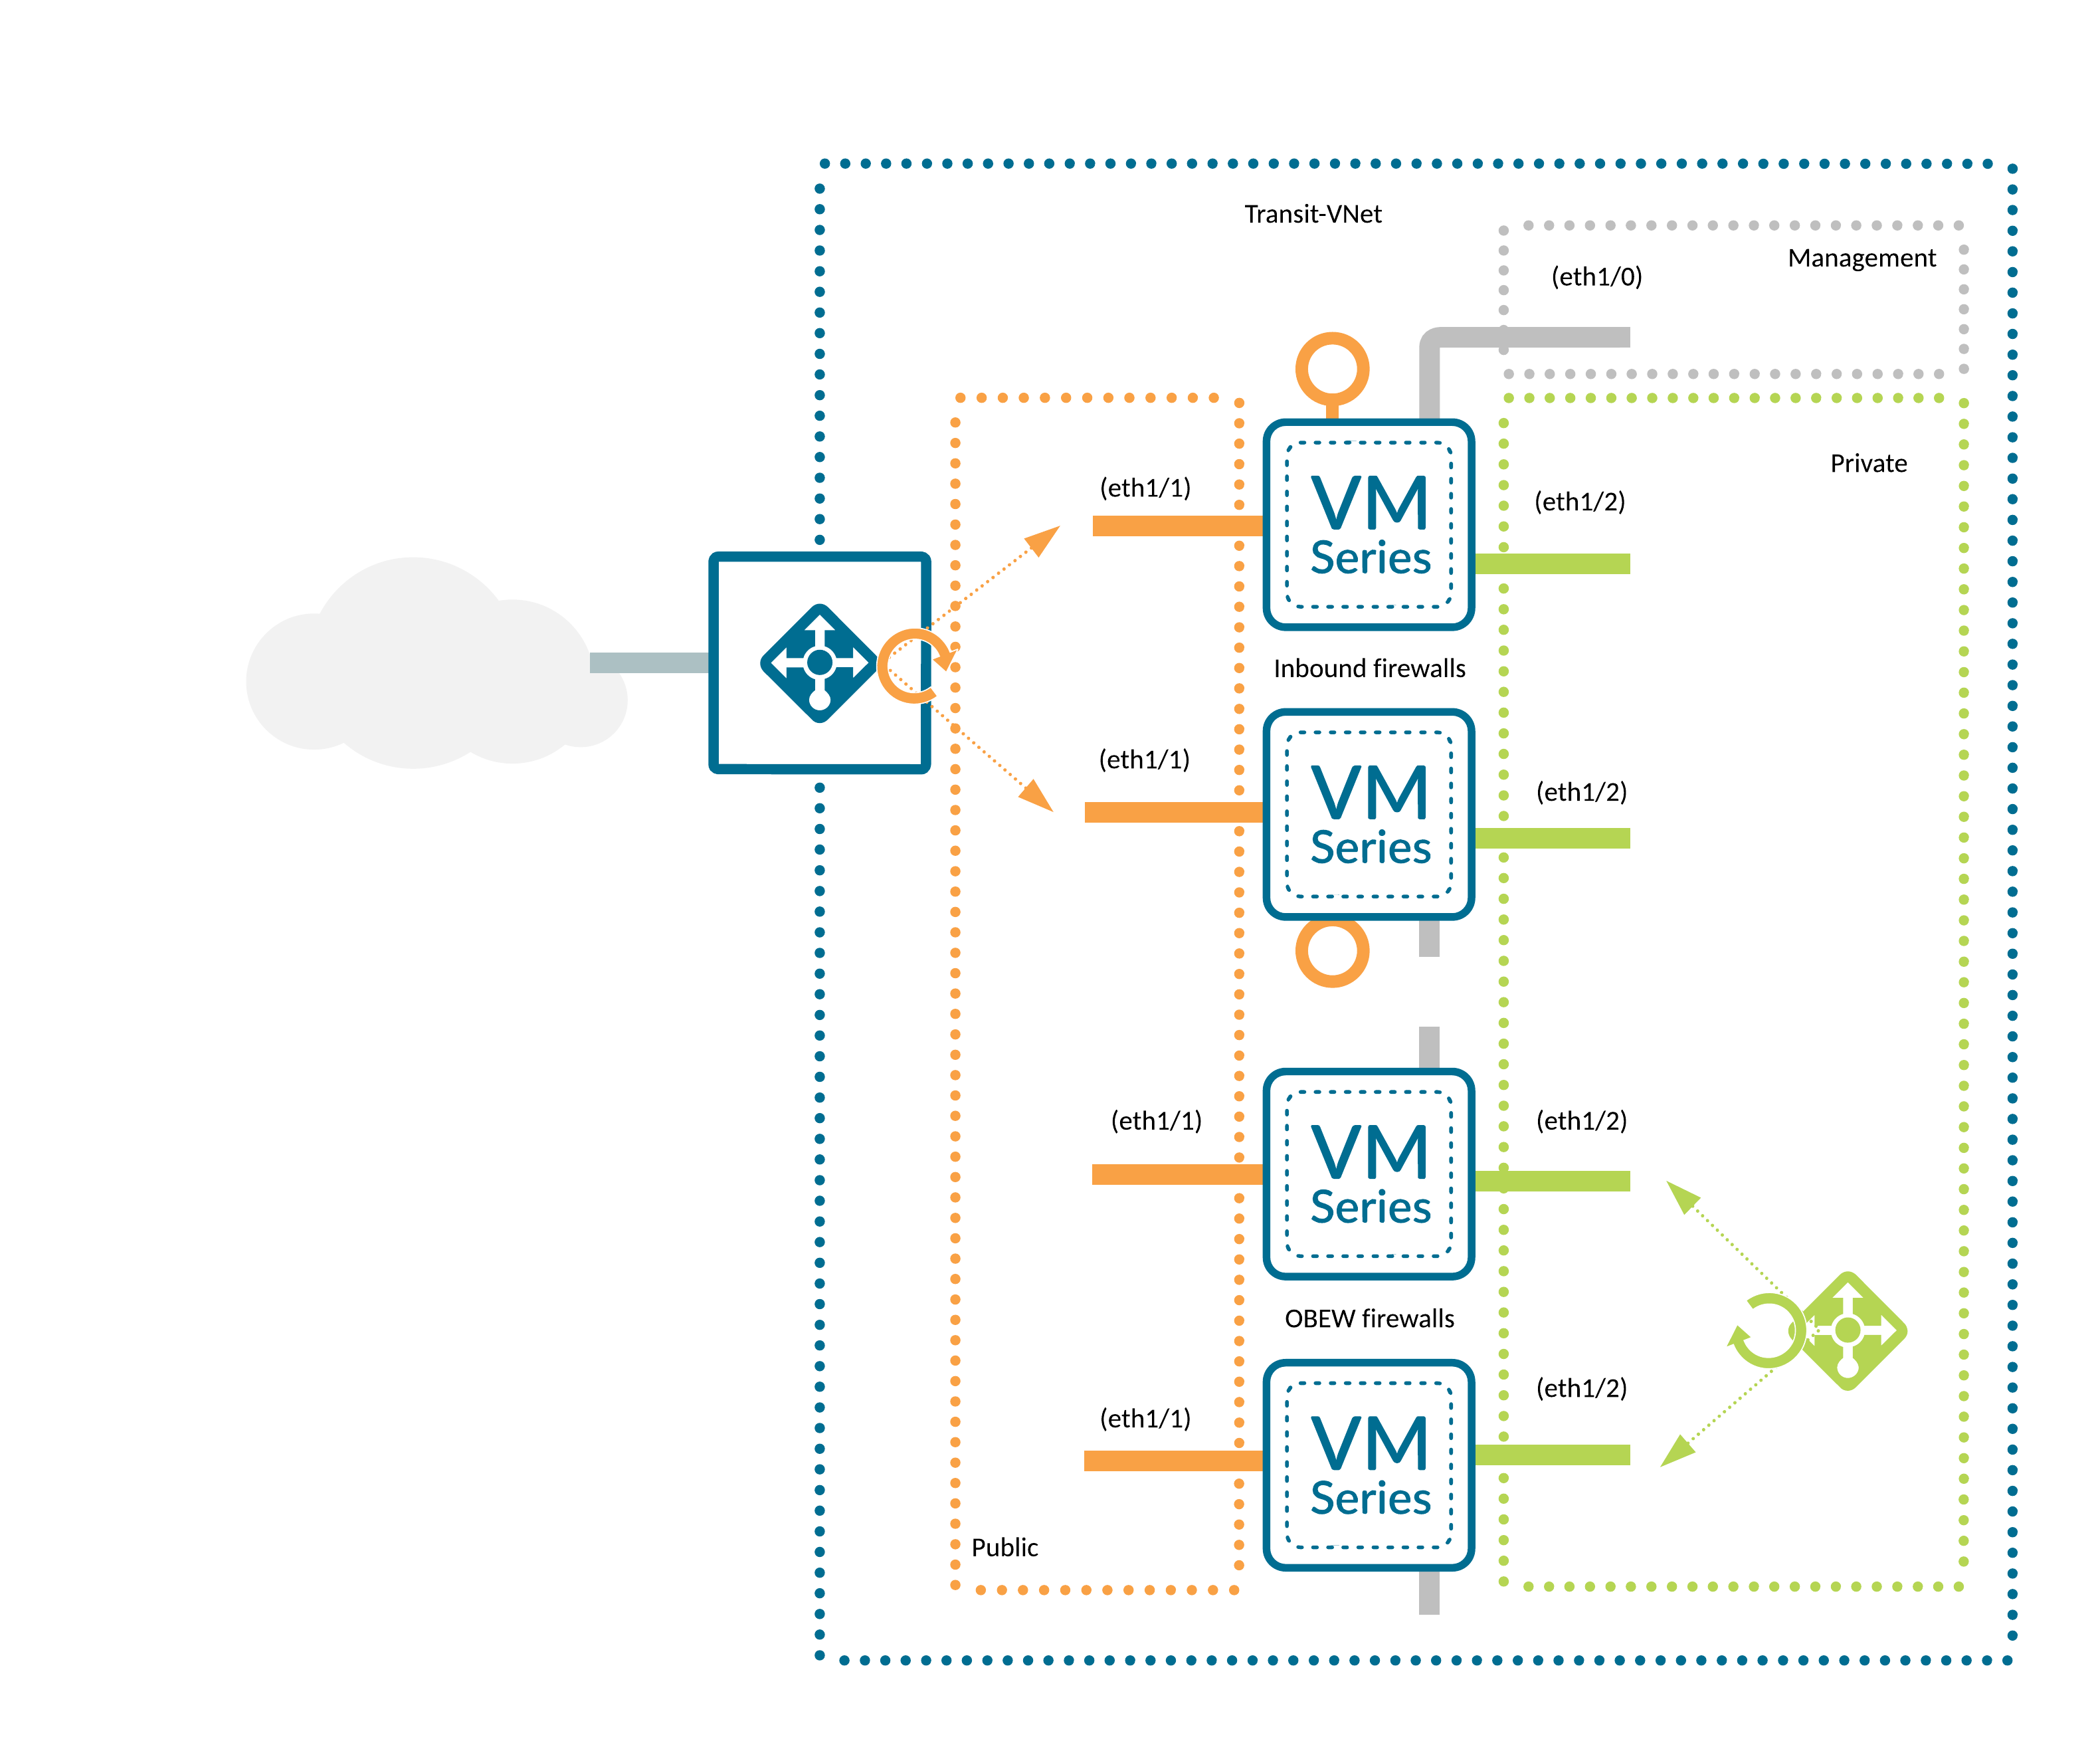 Transit-VNet
Management
(eth1/0)
Private
(eth1/1)
VM
Series
(eth1/2)
Inbound firewalls
(eth1/1)
VM
Series
(eth1/2)
(eth1/1)
VM
Series
(eth1/2)
OBEW firewalls
(eth1/1)
VM
Series
(eth1/2)
Public